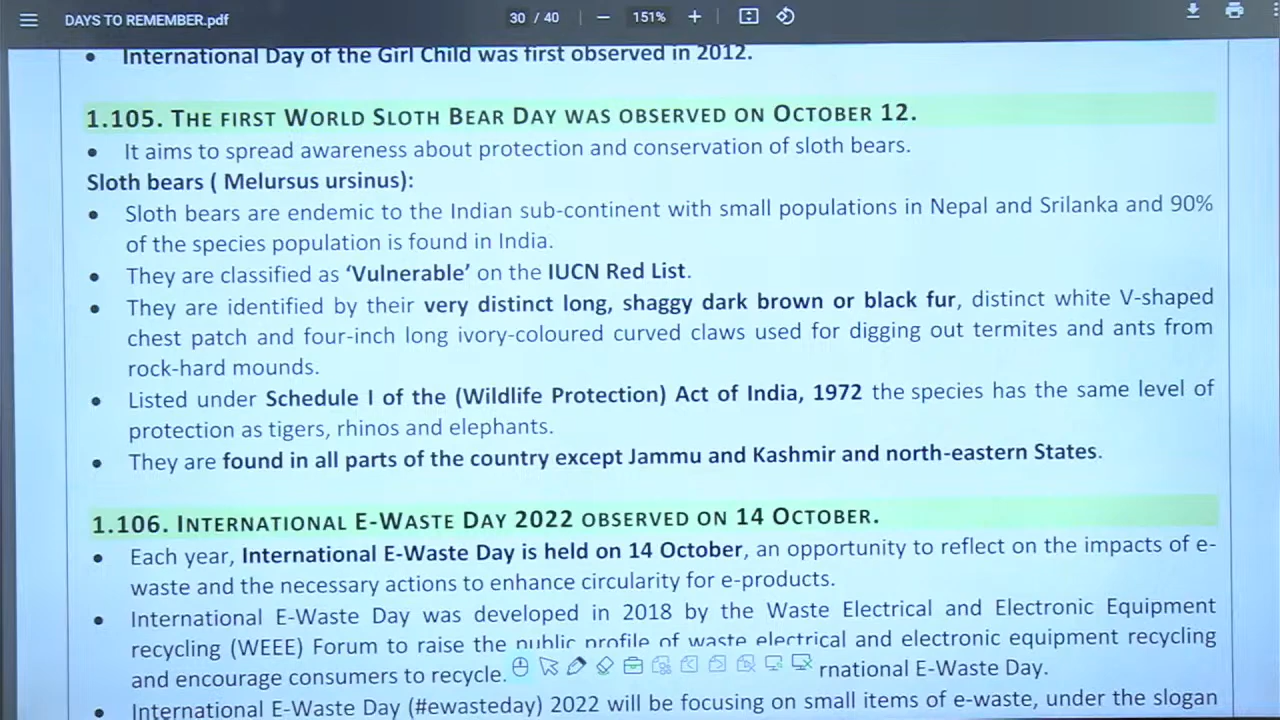 DAYS TO REMEMBER.pdf 30 / 40 — 151% +
• International Day of the Girl Child was first observed in 2012.
1.105. THE FIRST WORLD SLOTH BEAR DAY WAS OBSERVED ON OCTOBER 12.
• It aims to spread awareness about protection and conservation of sloth bears.
Sloth bears ( Melursus ursinus):
• Sloth bears are endemic to the Indian sub-continent with small populations in Nepal and Srilanka and 90%
of the species population is found in India.
• They are classified as ‘Vulnerable’ on the IUCN Red List.
• They are identified by their very distinct long, shaggy dark brown or black fur, distinct white V-shaped
chest patch and four-inch long ivory-coloured curved claws used for digging out termites and ants from
rock-hard mounds.
• Listed under Schedule I of the (Wildlife Protection) Act of India, 1972 the species has the same level of
protection as tigers, rhinos and elephants.
• They are found in all parts of the country except Jammu and Kashmir and north-eastern States.
1.106. INTERNATIONAL E-WASTE DAY 2022 OBSERVED ON 14 OCTOBER.
• Each year, International E-Waste Day is held on 14 October, an opportunity to reflect on the impacts of e-
waste and the necessary actions to enhance circularity for e-products.
• International E-Waste Day was developed in 2018 by the Waste Electrical and Electronic Equipment
recycling (WEEE) Forum to raise the public profile of waste electrical and electronic equipment recycling
and encourage consumers to recycle. rnational E-Waste Day.
• International E-Waste Day (#ewasteday) 2022 will be focusing on small items of e-waste, under the slogan